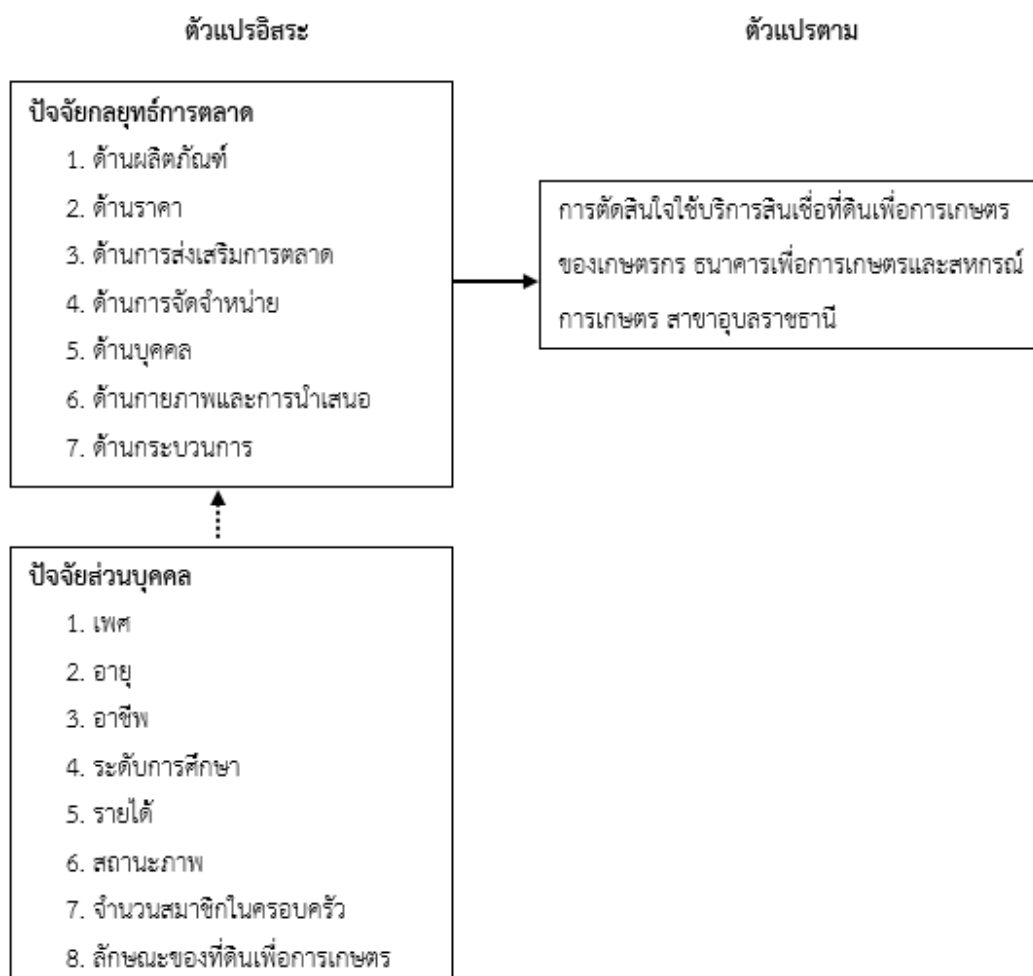 ตัวแปรอิสระ
ตัวแปรตาม
ปัจจัยกลยุทธ์การตลาด
1. ด้านผลิตภัณฑ์
2. ด้านราคา
3. ด้านการส่งเสริมการตลาด
4. ด้านการจัดจำหน่าย
5. ด้านบุคคล
6. ด้านกายภาพและการนำเสนอ
7. ด้านกระบวนการ
การตัดสินใจใช้บริการสินเชื่อที่ดินเพื่อการเกษตร
ของเกษตรกร ธนาคารเพื่อการเกษตรและสหกรณ์
การเกษตร สาขาอุบลราชธานี
ปัจจัยส่วนบุคคล
1. เพศ
2. อายุ
3. อาชีพ
4. ระดับการศึกษา
5. รายได้
6. สถานะภาพ
7. จำนวนสมาชิกในครอบครัว
8. ลักษณะของที่ดินเพื่อการเกษตร